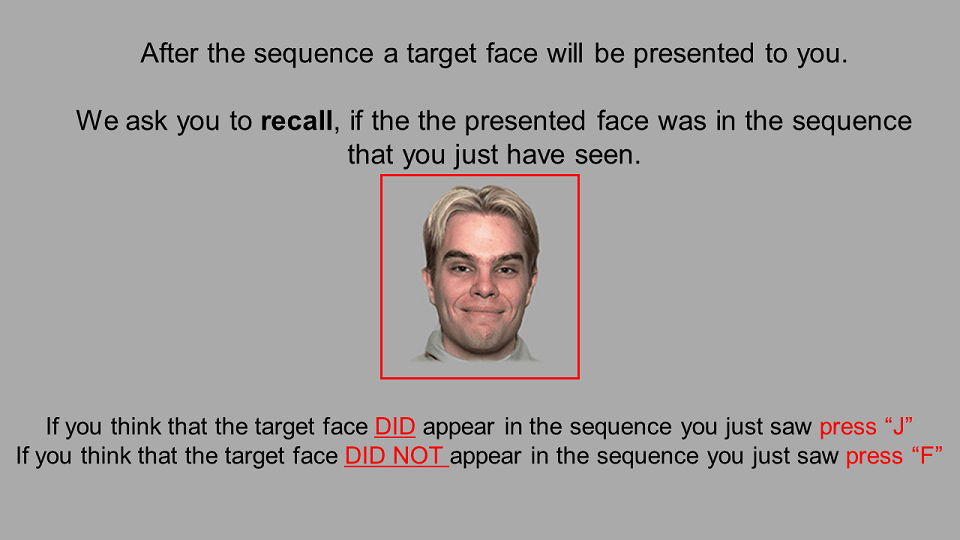 After the sequence a target face will be presented to you.
We ask you to recall, if the the presented face was in the sequence
that you just have seen.
If you think that the target face DID appear in the sequence you just saw press “J”
If you think that the target face DID NOT appear in the sequence you just saw press “F”